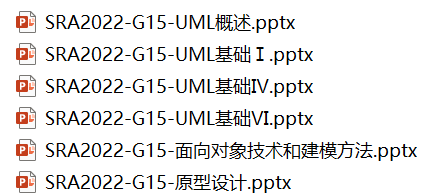 SRA2022-G15-UML概述.pptx
SRA2022-G15-UML基础Ⅰ.pptx
SRA2022-G15-UML基础IV.pptx
SRA2022-G15-UML基础VI.pptx
SRA2022-G15-面向对象技术和建模方法.pptx
SRA2022-G15-原型设计.pptx